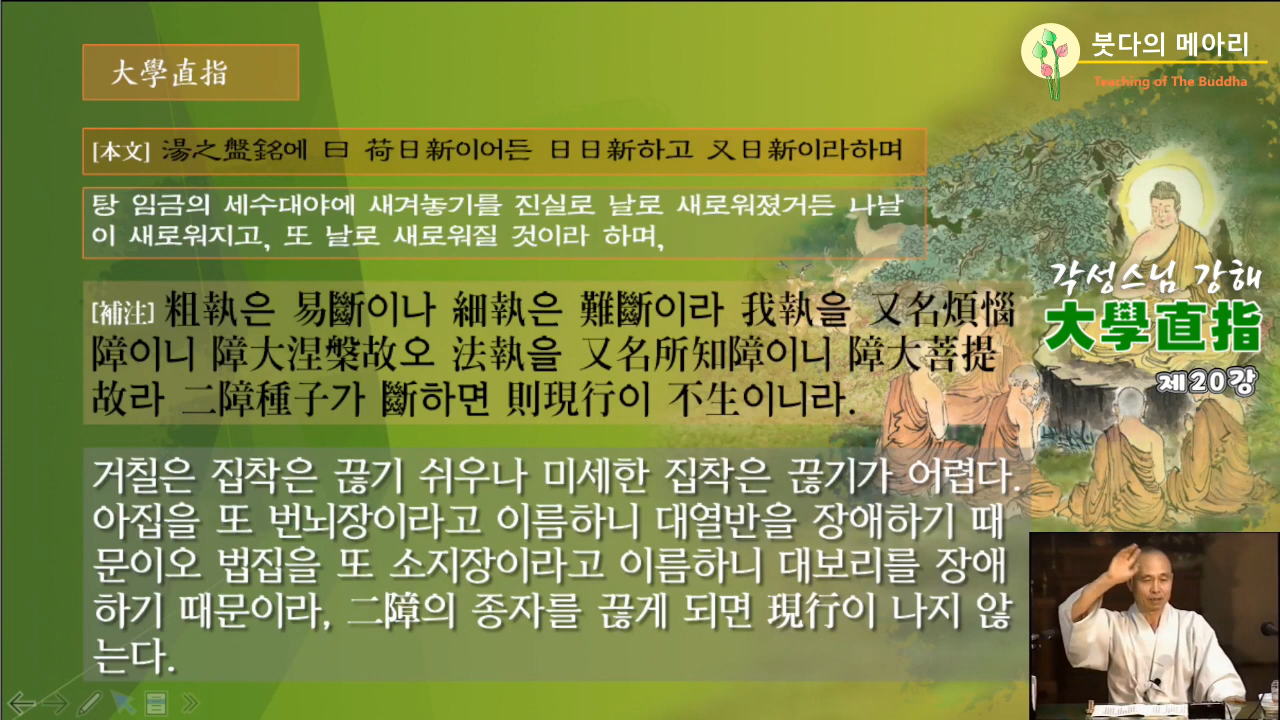 大學直指
붓다의 메아리
Teaching of The Buddha
[本文] 湯之盤銘에 曰 荷日新이어든 日日新하고 又日新이라하며
탕 임금의 세수대야에 새겨놓기를 진실로 날로 새로워졌거든 나날
이 새로워지고, 또 날로 새로워질 것이라 하며,
[補注] 粗執은 易斷이나 細執은 難斷이라 我執을 又名煩惱
障이니 障大涅槃故오 法執을 又名所知障이니 障大菩提
故라 二障種子가 斷하면 則現行이 不生이니라.
거칠은 집착은 끊기 쉬우나 미세한 집착은 끊기가 어렵다.
아집을 또 번뇌장이라고 이름하니 대열반을 장애하기 때
문이오 법집을 또 소지장이라고 이름하니 대보리를 장애
하기 때문이라, 二障의 종자를 끊게 되면 現行이 나지 않
는다.
각성스님 강해
大學直指
제20강